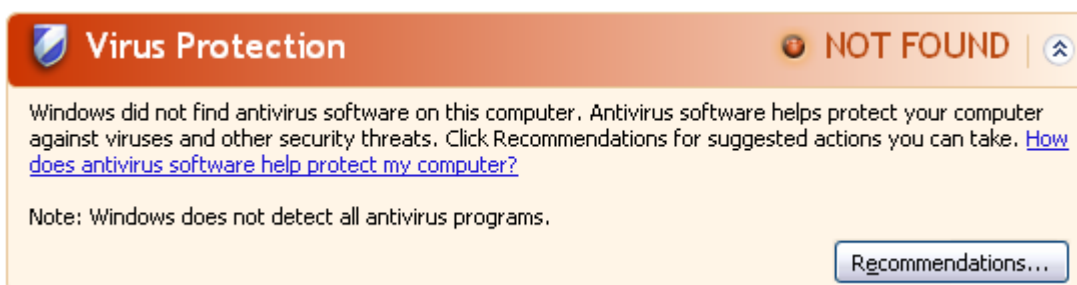 Virus Protection NOT FOUND
Windows did not find antivirus software on this computer. Antivirus software helps protect your computer
against viruses and other security threats. Click Recommendations for suggested actions you can take. How
does antivirus software help protect my computer?
Note: Windows does not detect all antivirus programs.
Recommendations...